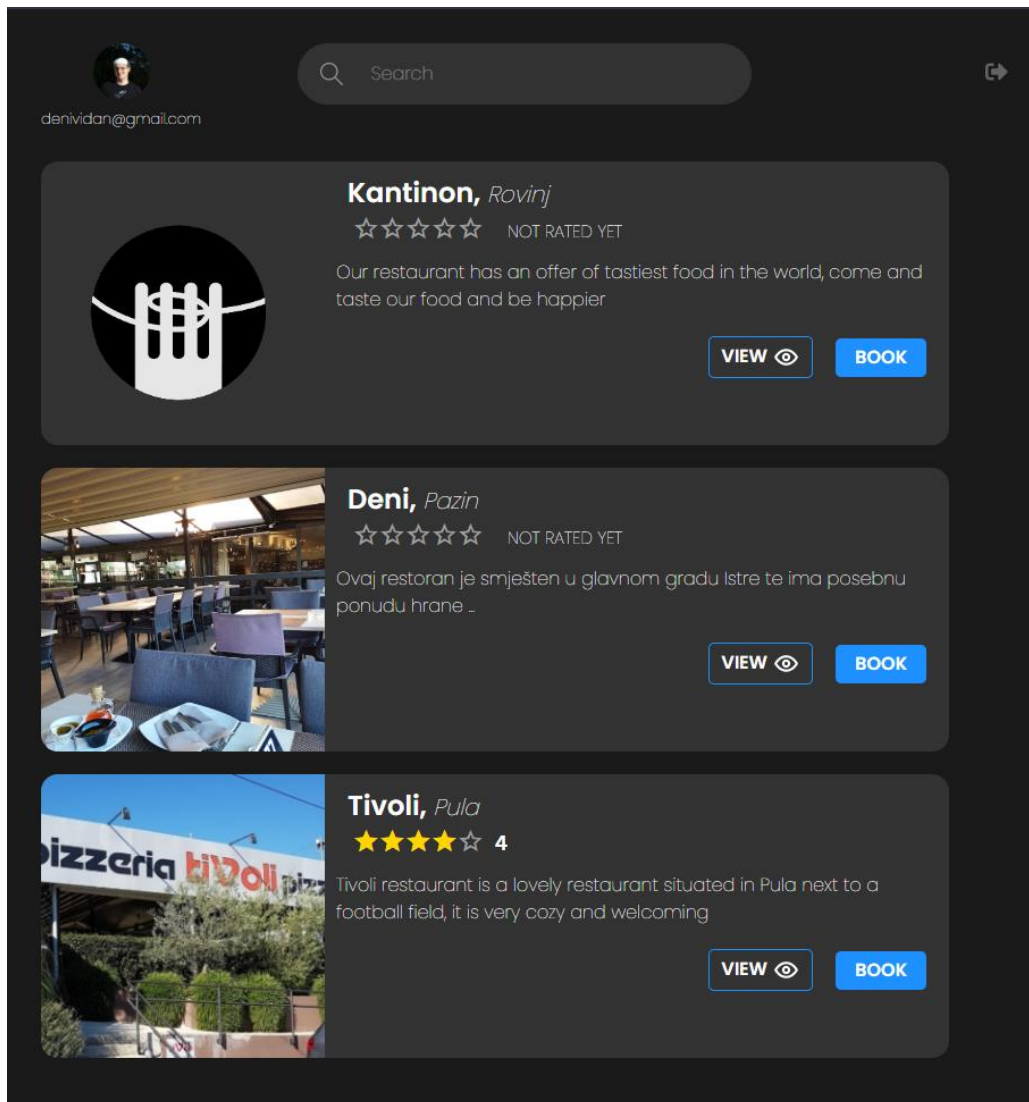 Search
denividan@gmail.com
Kantinon, Rovinj
NOT RATED YET
Our restaurant has an offer of tastiest food in the world, come and
taste our food and be happier
VIEW BOOK
Deni, Pazin
NOT RATED YET
Ovaj restoran je smješten u glavnom gradu Istre te ima posebnu
ponudu hrane ...
VIEW BOOK
Tivoli, Pula
4
pizzeria tiVoli pizz
Tivoli restaurant is a lovely restaurant situated in Pula next to a
football field, it is very cozy and welcoming
VIEW BOOK